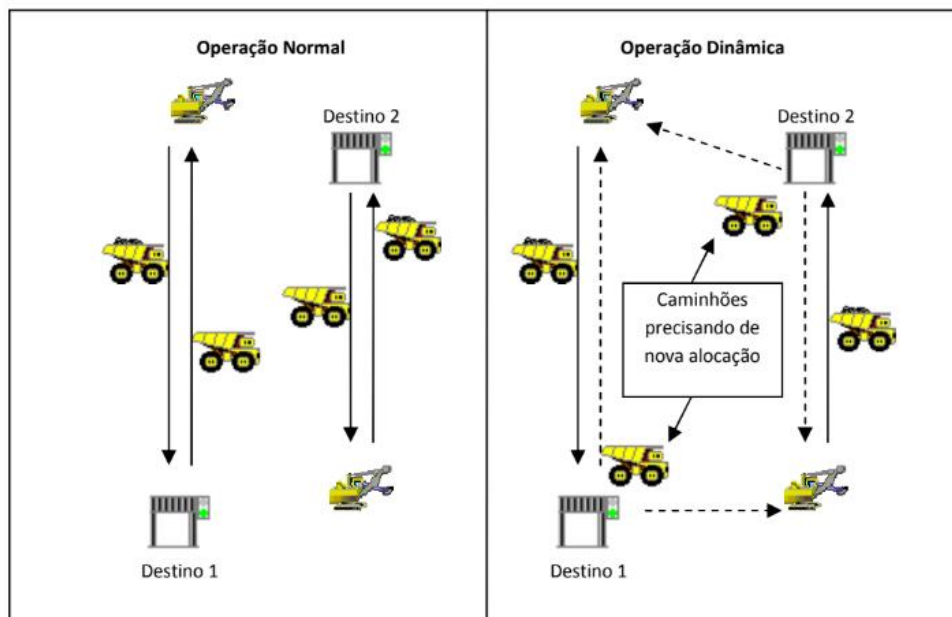 Operação Normal
Destino 2
Destino 1
Operação Dinâmica
Destino 2
Caminhões
precisando de
nova alocação
Destino 1